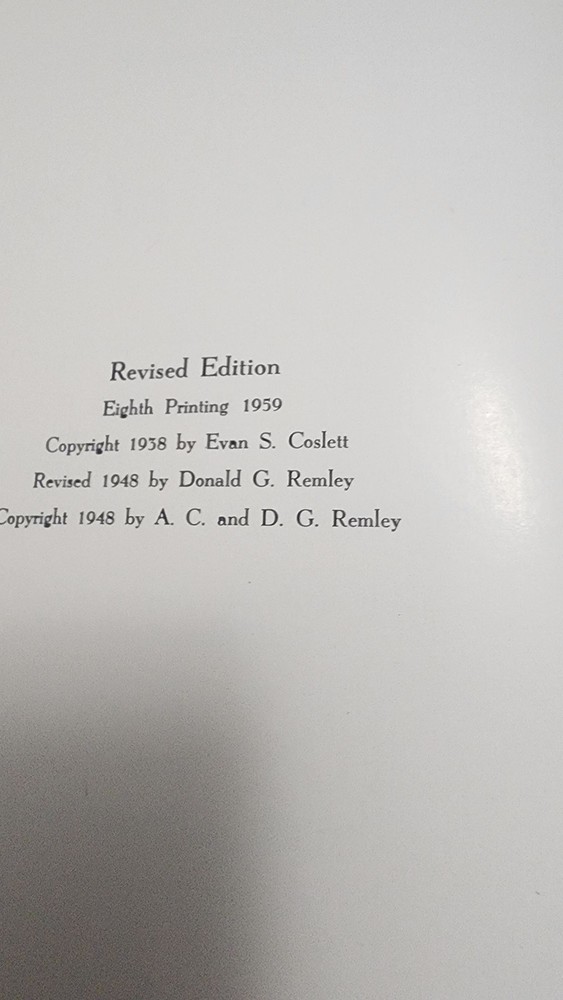 Revised Edition
Eighth Printing 1959
Copyright 1938 by Evan S. Coslett
Revised 1948 by Donald G. Remley
Copyright 1948 by A. C. and D. G. Remley